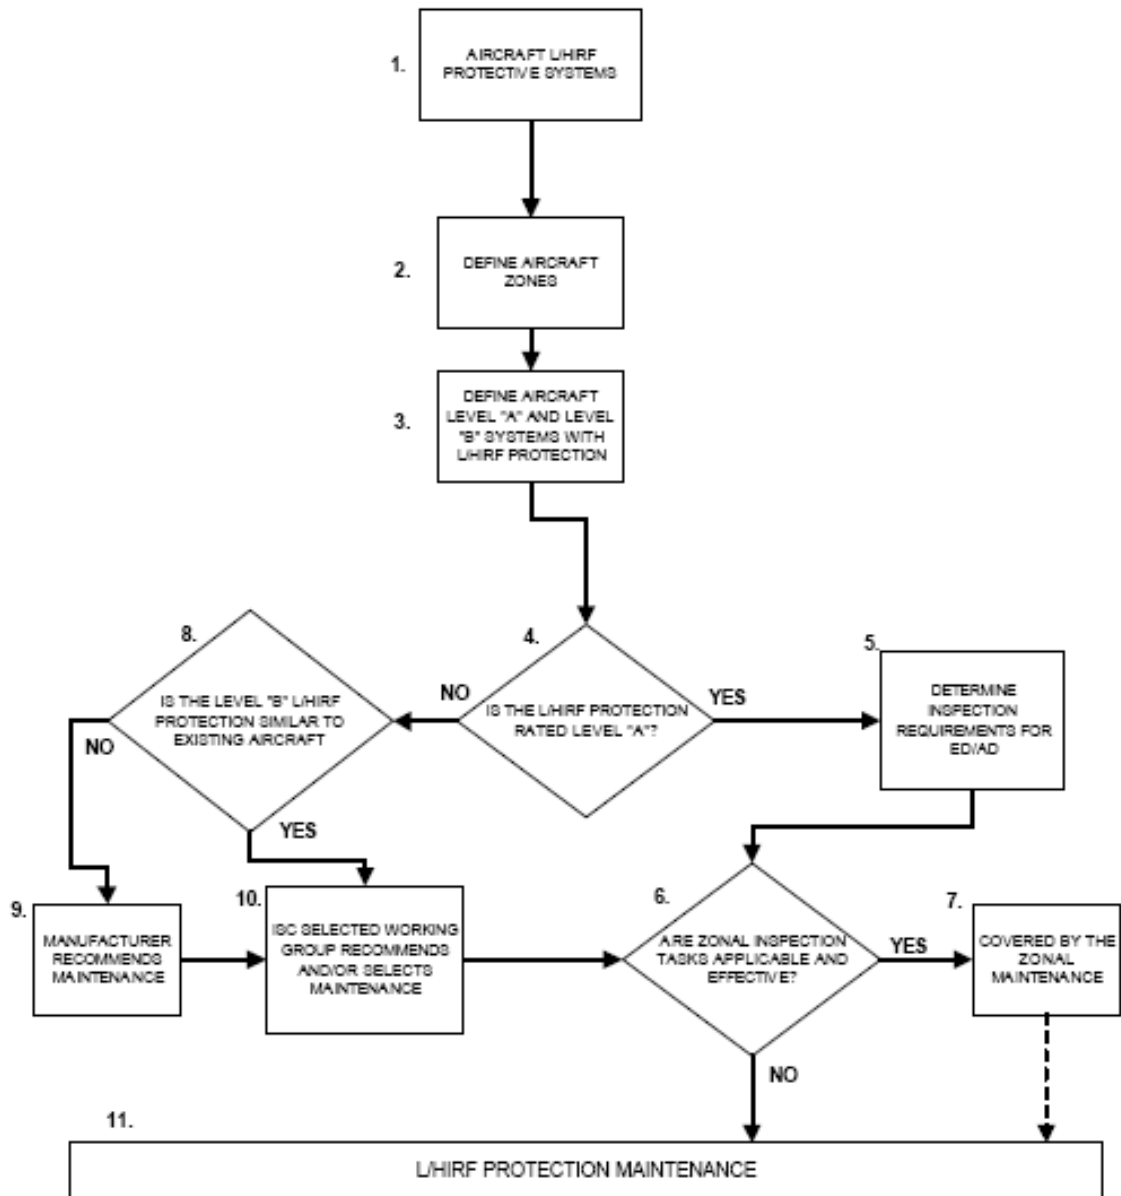 1.
AIRCRAFT L/HIRF
PROTECTIVE SYSTEMS
2.
DEFINE AIRCRAFT
ZONES
3.
DEFINE AIRCRAFT
LEVEL "A" AND LEVEL
"B" SYSTEMS WITH
L/HIRF PROTECTION
4.
IS THE L/HIRF PROTECTION
RATED LEVEL "A"?
NO
YES
5.
DETERMINE
INSPECTION
REQUIREMENTS FOR
ED/AD
8.
IS THE LEVEL "B" L/HIRF
PROTECTION SIMILAR TO
EXISTING AIRCRAFT
NO
YES
9.
MANUFACTURER
RECOMMENDS
MAINTENANCE
10.
ISC SELECTED WORKING
GROUP RECOMMENDS
AND/OR SELECTS
MAINTENANCE
6.
ARE ZONAL INSPECTION
TASKS APPLICABLE AND
EFFECTIVE?
YES
NO
7.
COVERED BY THE
ZONAL
MAINTENANCE
11.
L/HIRF PROTECTION MAINTENANCE